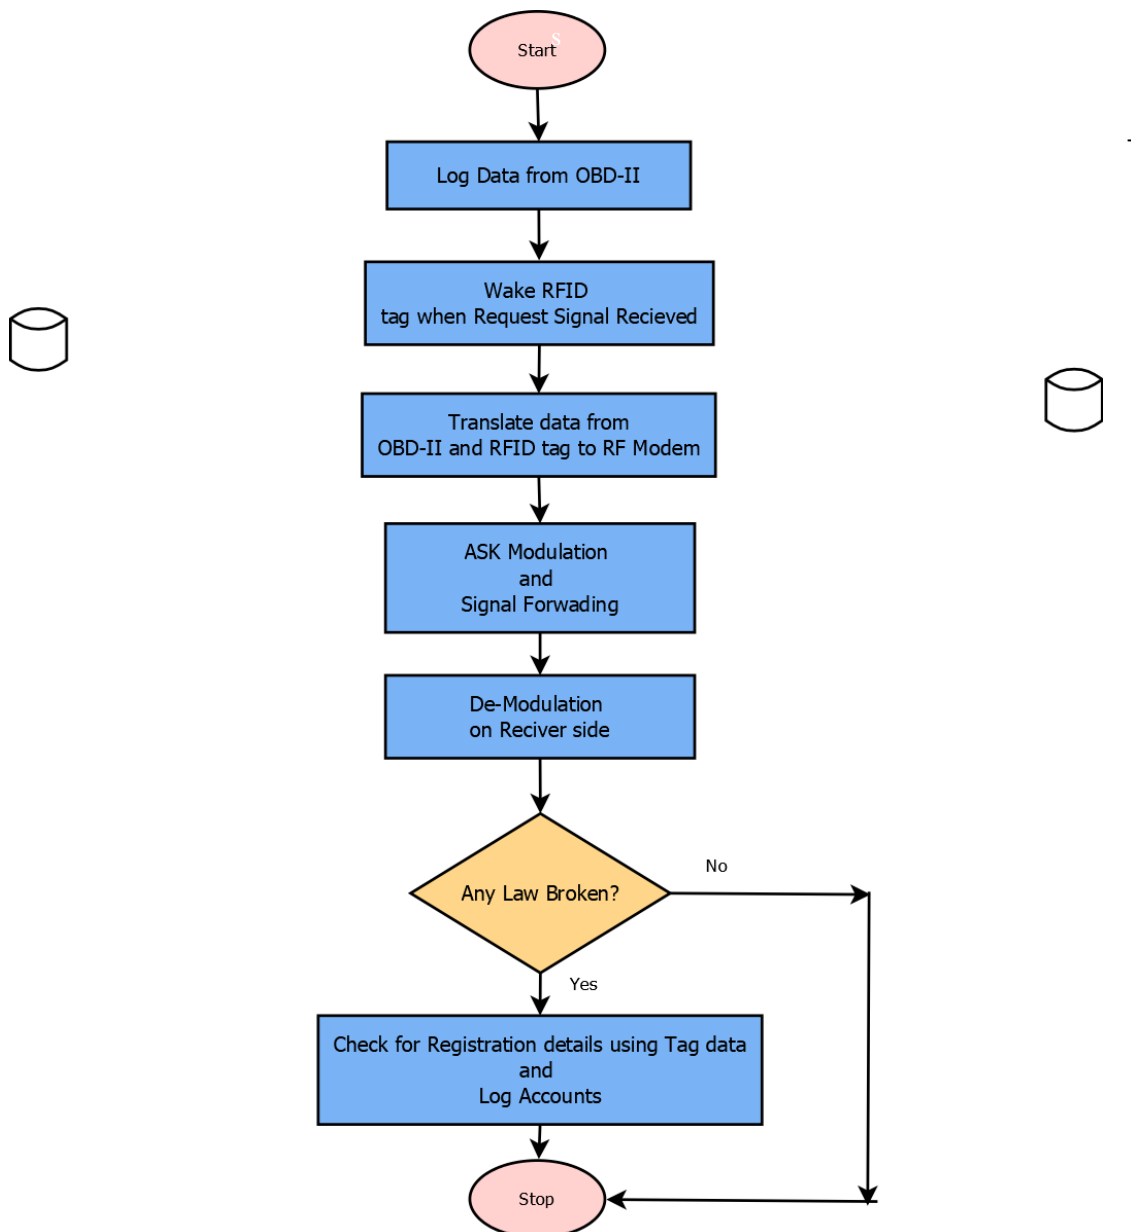 Start
S
Log Data from OBD-II
Wake RFID
tag when Request Signal Recieved
Translate data from
OBD-II and RFID tag to RF Modem
ASK Modulation
and
Signal Forwading
De-Modulation
on Reciver side
Any Law Broken?
No
Yes
Check for Registration details using Tag data
and
Log Accounts
Stop